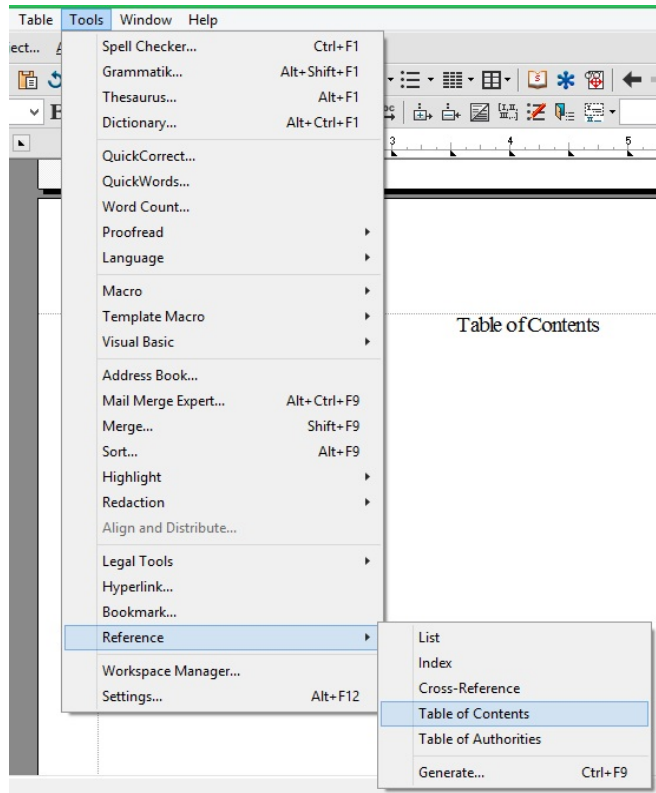 Table Tools Window Help
ect...
Spell Checker... Ctrl+F1
Grammatik... Alt+Shift+F1
Thesaurus... Alt+F1
Dictionary... Alt+Ctrl+F1
QuickCorrect...
QuickWords...
Word Count...
Proofread
Language
Macro
Template Macro
Visual Basic
Address Book...
Mail Merge Expert... Alt+Ctrl+F9
Merge... Shift+F9
Sort... Alt+F9
Highlight
Redaction
Align and Distribute...
Legal Tools
Hyperlink...
Bookmark...
Reference
Workspace Manager...
Settings... Alt+F12
3 4 5
Table of Contents
List
Index
Cross-Reference
Table of Contents
Table of Authorities
Generate... Ctrl+F9